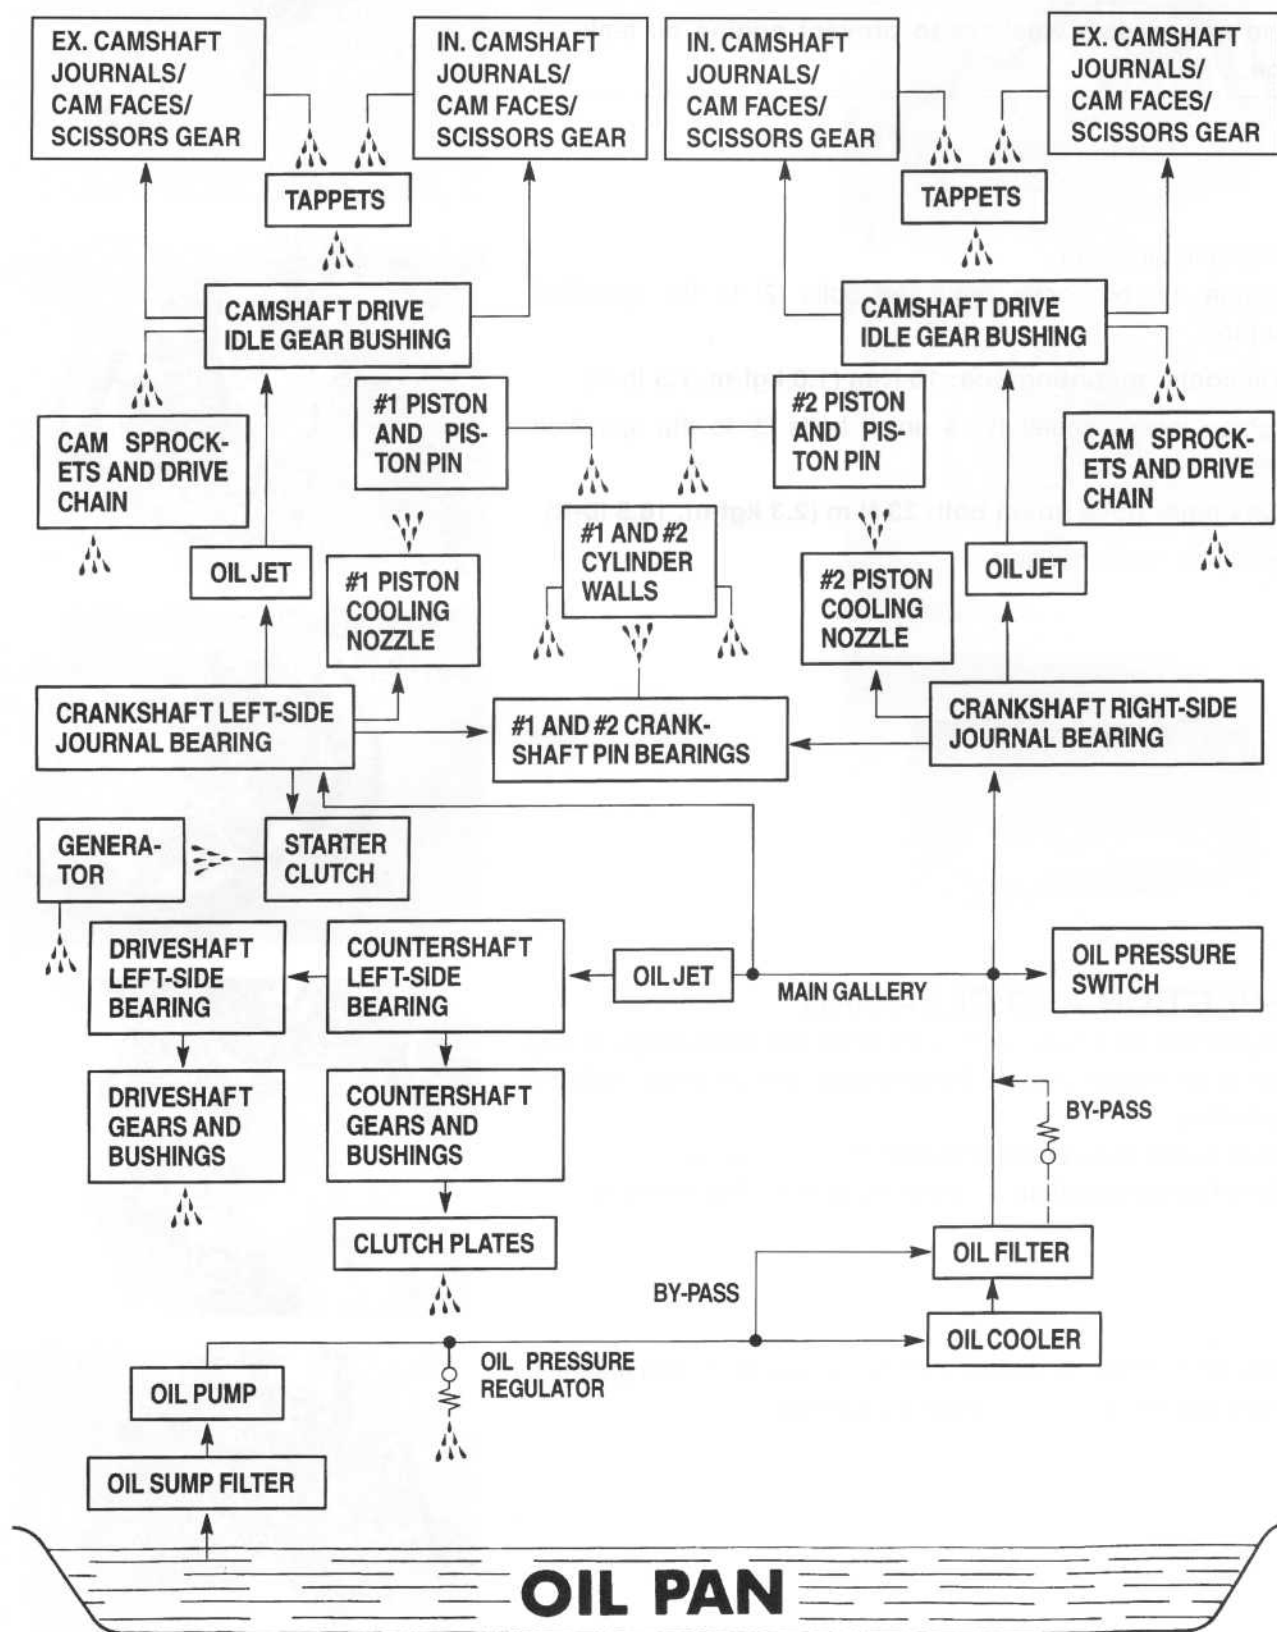 EX. CAMSHAFT
JOURNALS/
CAM FACES/
SCISSORS GEAR
IN. CAMSHAFT
JOURNALS/
CAM FACES/
SCISSORS GEAR
IN. CAMSHAFT
JOURNALS/
CAM FACES/
SCISSORS GEAR
EX. CAMSHAFT
JOURNALS/
CAM FACES/
SCISSORS GEAR
TAPPETS
TAPPETS
CAMSHAFT DRIVE
IDLE GEAR BUSHING
CAMSHAFT DRIVE
IDLE GEAR BUSHING
CAM SPROCK-
ETS AND DRIVE
CHAIN
#1 PISTON
AND PIS-
TON PIN
#2 PISTON
AND PIS-
TON PIN
CAM SPROCK-
ETS AND DRIVE
CHAIN
OIL JET
#1 PISTON
COOLING
NOZZLE
#1 AND #2
CYLINDER
WALLS
#2 PISTON
COOLING
NOZZLE
OIL JET
CRANKSHAFT LEFT-SIDE
JOURNAL BEARING
#1 AND #2 CRANK-
SHAFT PIN BEARINGS
CRANKSHAFT RIGHT-SIDE
JOURNAL BEARING
GENERA-
TOR
STARTER
CLUTCH
DRIVESHAFT
LEFT-SIDE
BEARING
COUNTERSHAFT
LEFT-SIDE
BEARING
OIL JET
MAIN GALLERY
OIL PRESSURE
SWITCH
DRIVESHAFT
GEARS AND
BUSHINGS
COUNTERSHAFT
GEARS AND
BUSHINGS
BY-PASS
CLUTCH PLATES
OIL FILTER
BY-PASS
OIL COOLER
OIL PUMP
OIL PRESSURE
REGULATOR
OIL SUMP FILTER
OIL PAN